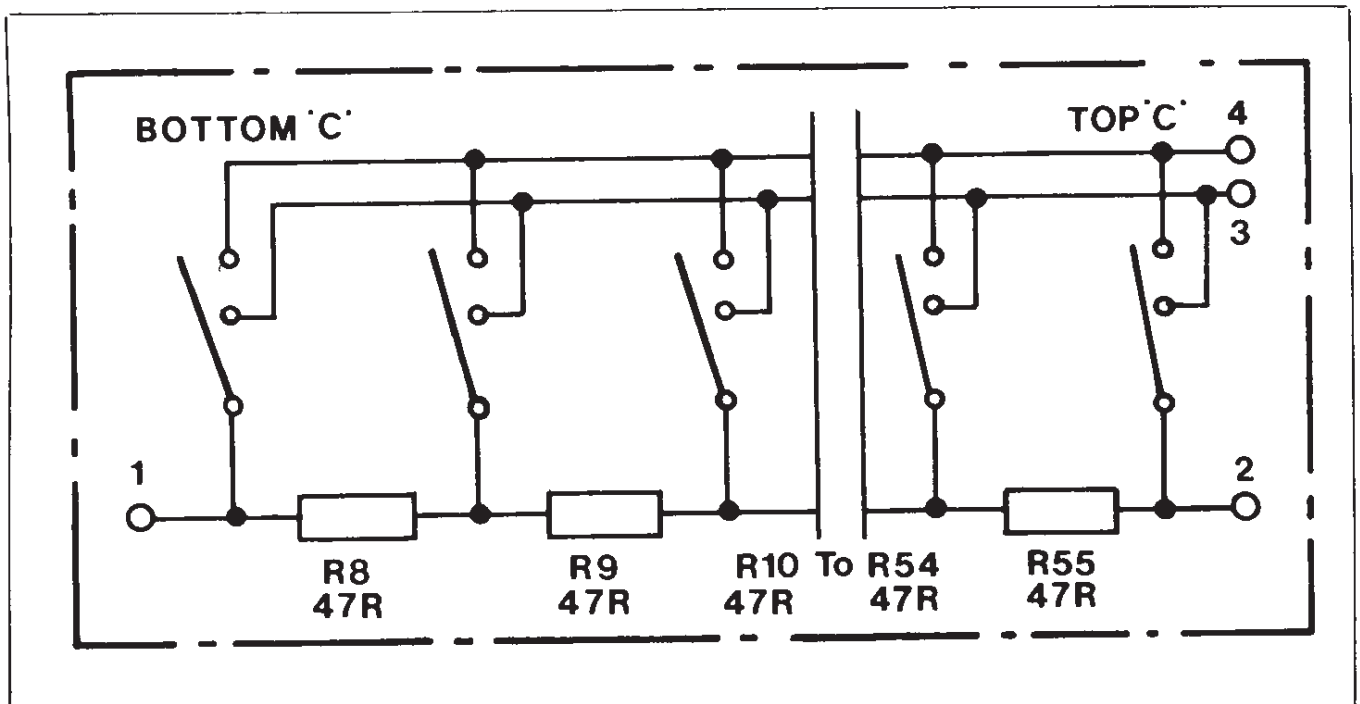 BOTTOM 'C'
TOP 'C'
4
3
1
2
R8
47R
R9
47R
R10 To R54
47R 47R
R55
47R